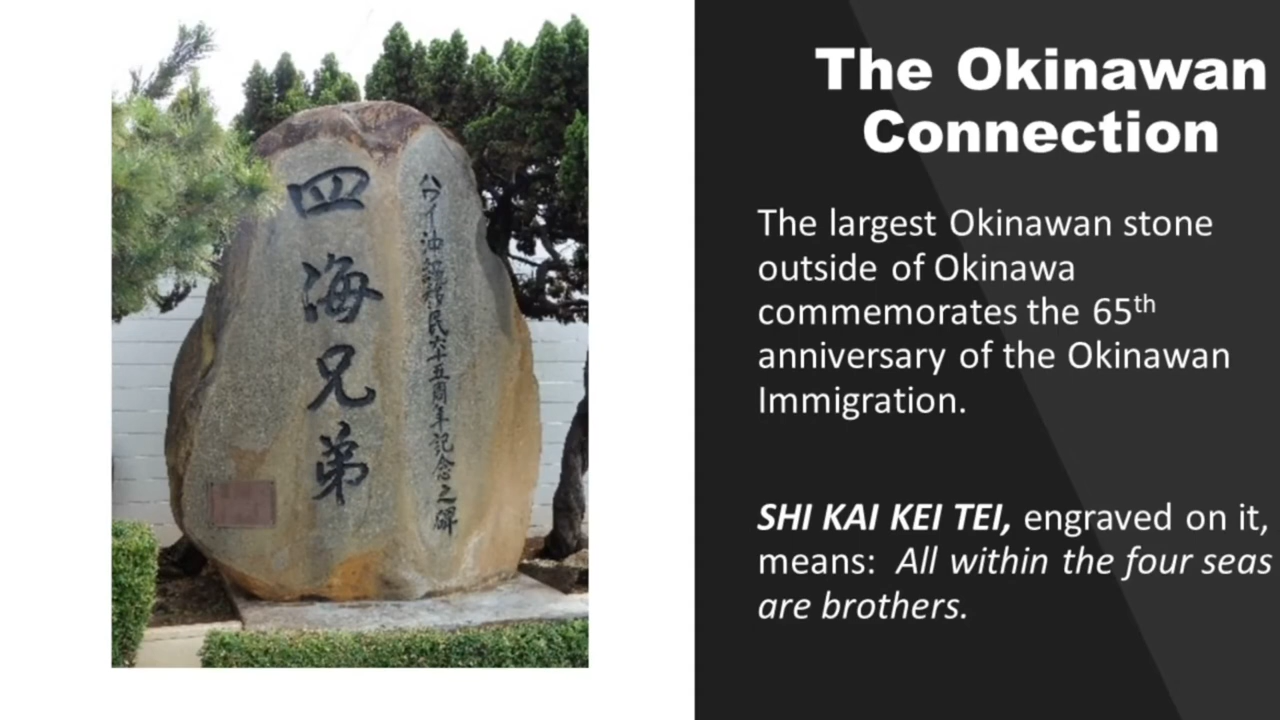 四海兄弟
ハワイ沖縄移民六十五周年記念之碑
The Okinawan
Connection
The largest Okinawan stone
outside of Okinawa
commemorates the 65th
anniversary of the Okinawan
Immigration.
SHI KAI KEI TEI, engraved on it,
means: All within the four seas
are brothers.